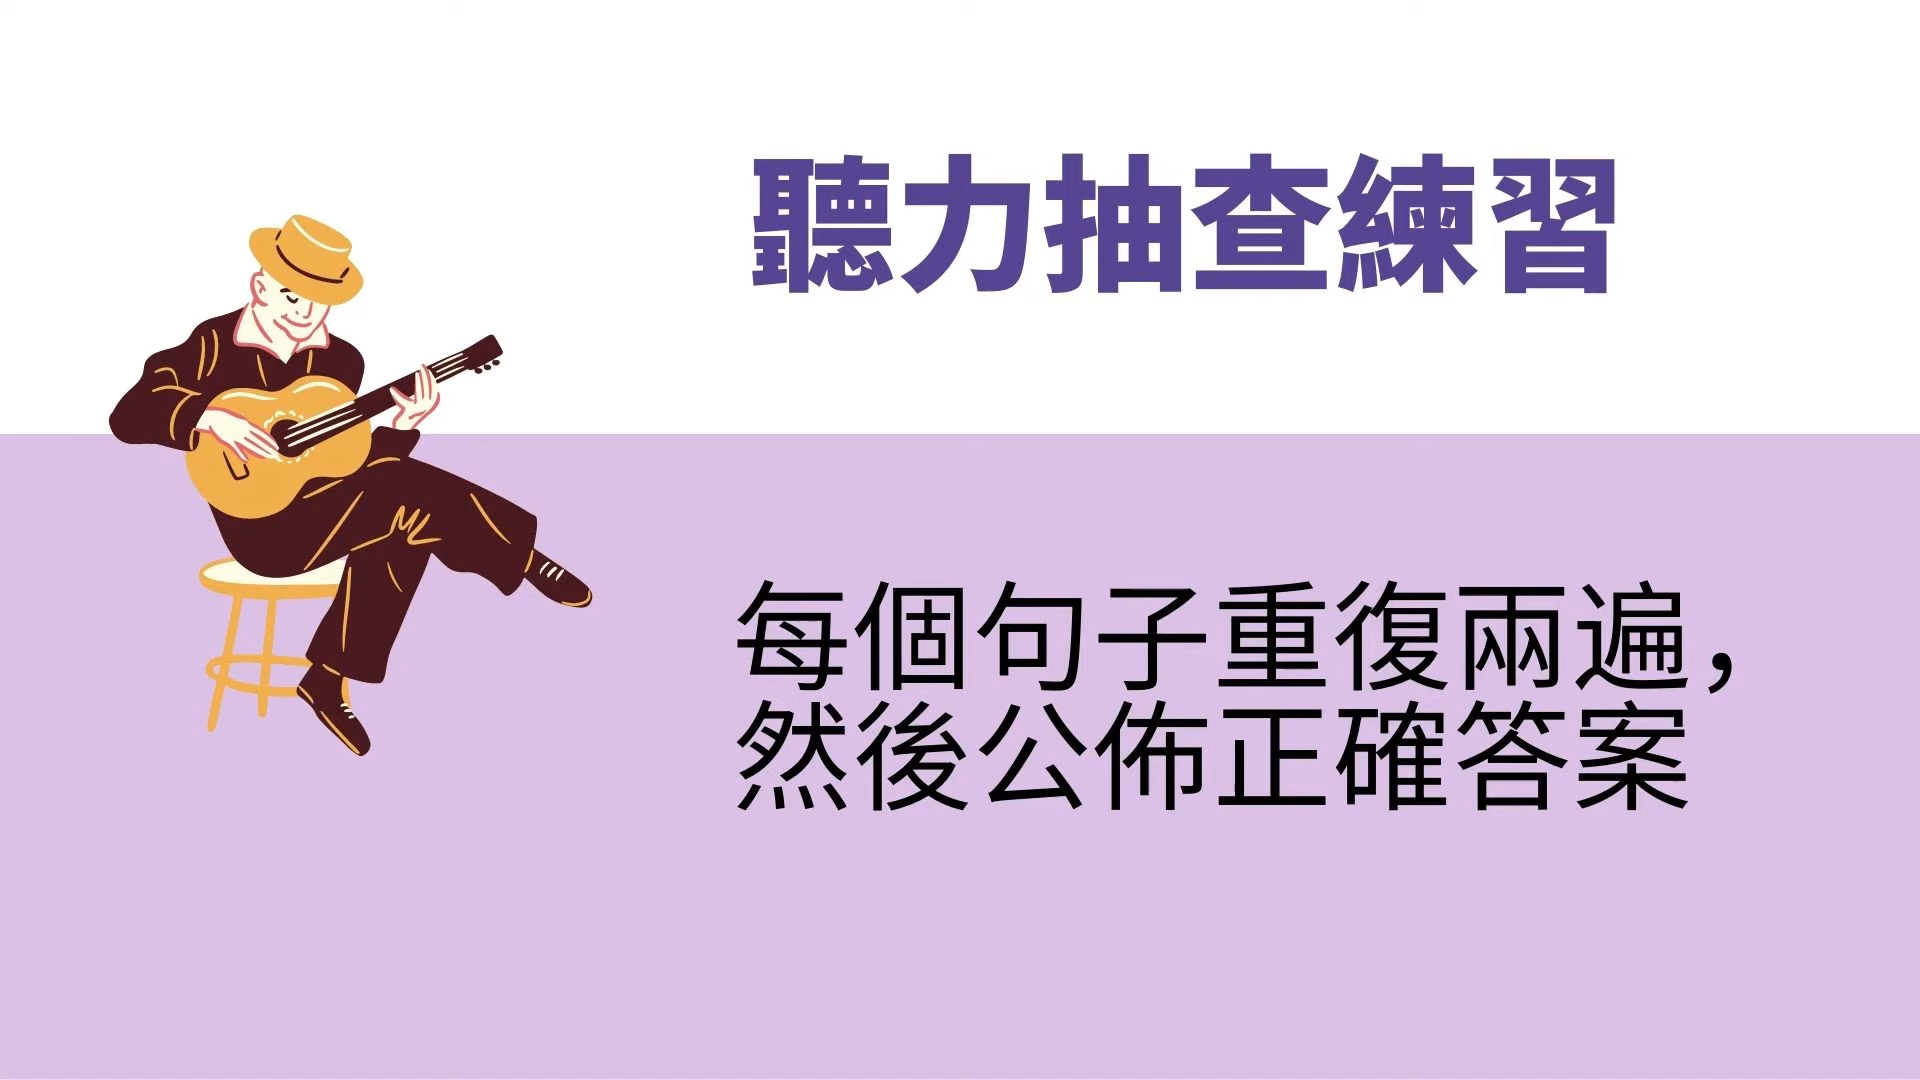 聽力抽查練習
每個句子重復兩遍，
然後公佈正確答案